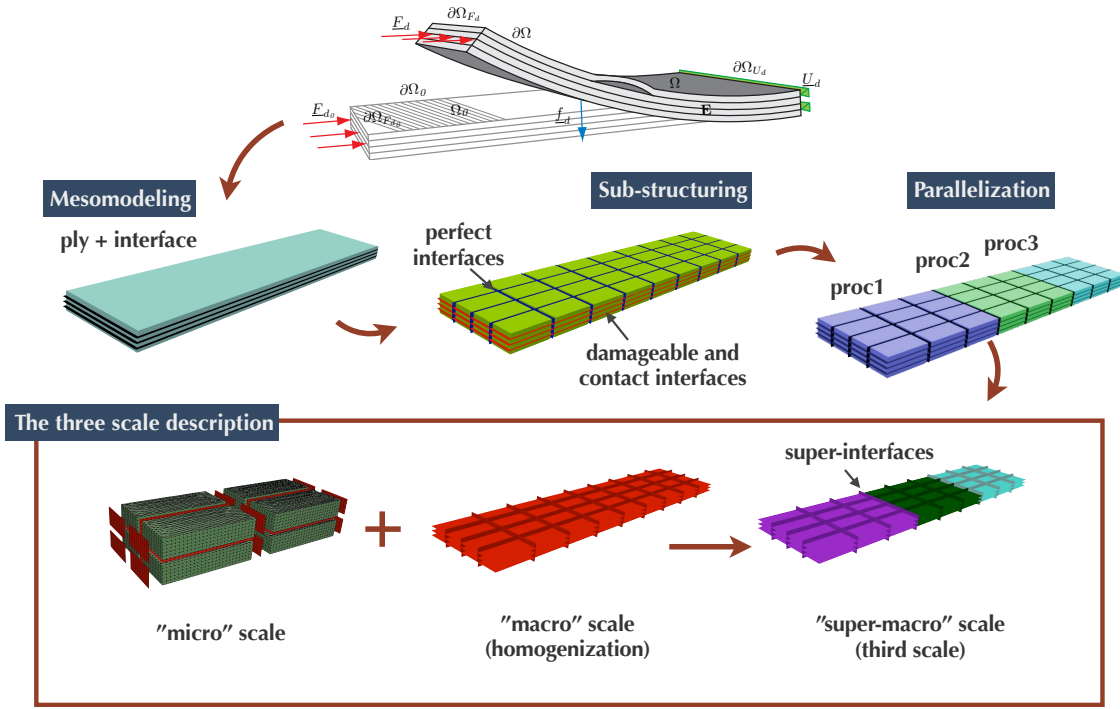 F_d
∂Ω_{F_d}
∂Ω
∂Ω_{U_d}
U_d
Ω
E
∂Ω_0
F_{d_0}
∂Ω_{F_{d_0}}
Ω_0
f_d
Mesomodeling
ply + interface
Sub-structuring
perfect
interfaces
damageable and
contact interfaces
Parallelization
proc1
proc2
proc3
The three scale description
"micro" scale
+
"macro" scale
(homogenization)
super-interfaces
"super-macro" scale
(third scale)